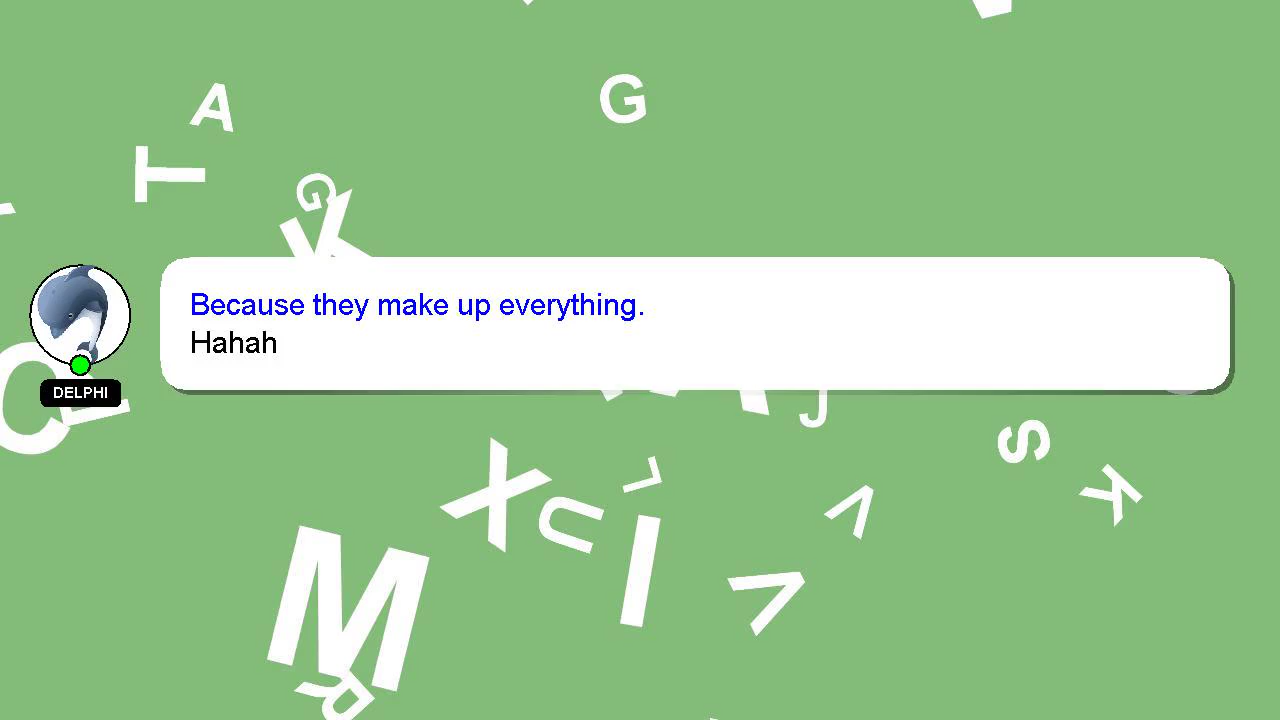 A
G
T
G
K
Because they make up everything.
Hahah
DELPHI
C
J
S
X
L
K
U
V
I
V
M
R